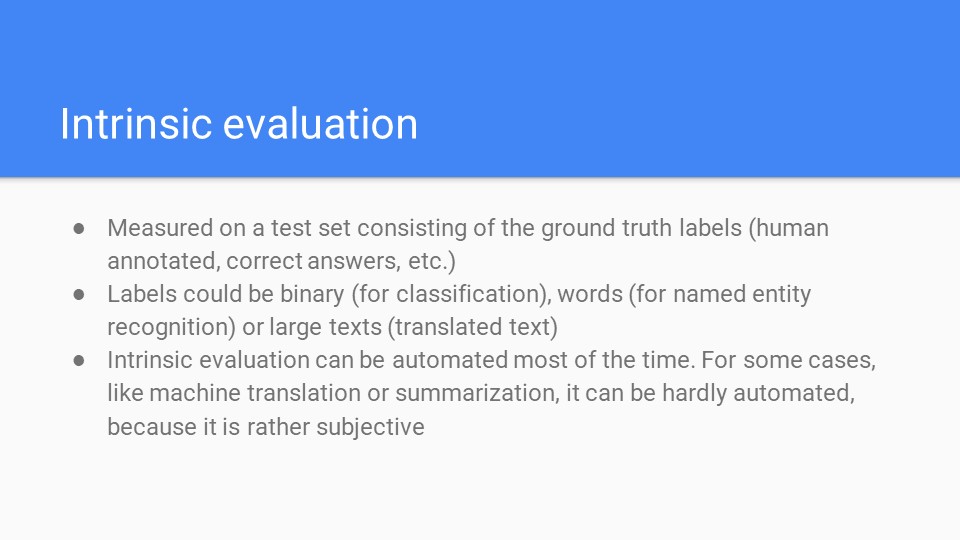 Intrinsic evaluation
● Measured on a test set consisting of the ground truth labels (human
annotated, correct answers, etc.)
● Labels could be binary (for classification), words (for named entity
recognition) or large texts (translated text)
● Intrinsic evaluation can be automated most of the time. For some cases,
like machine translation or summarization, it can be hardly automated,
because it is rather subjective